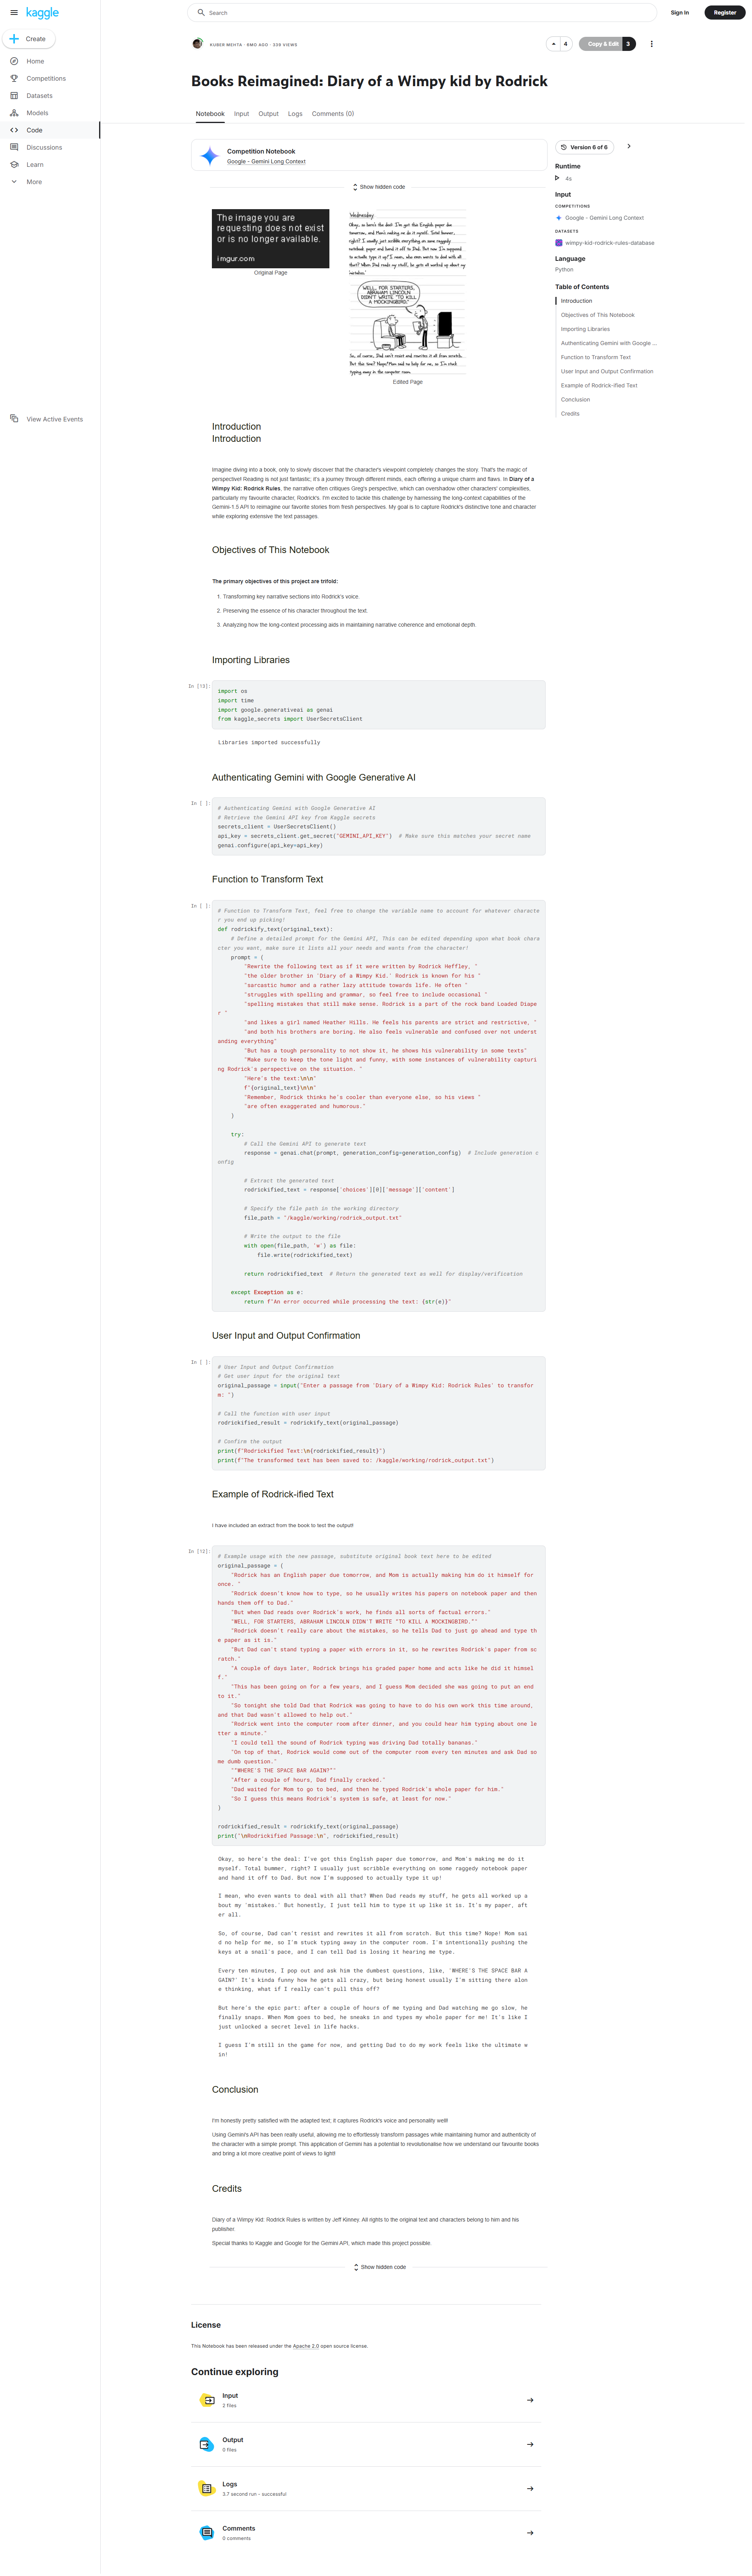 kaggle
Search
Sign In
Register
Create
Home
Competitions
Datasets
Models
Code
Discussions
Learn
More
View Active Events
KUBER MEHTA · 6MO AGO · 339 VIEWS
4
Copy & Edit
3
Books Reimagined: Diary of a Wimpy kid by Rodrick
Notebook
Input
Output
Logs
Comments (0)
Competition Notebook
Google - Gemini Long Context
Version 6 of 6
Runtime
4s
Input
COMPETITIONS
Google - Gemini Long Context
DATASETS
wimpy-kid-rodrick-rules-database
Language
Python
Table of Contents
Introduction
Objectives of This Notebook
Importing Libraries
Authenticating Gemini with Google ...
Function to Transform Text
User Input and Output Confirmation
Example of Rodrick-ified Text
Conclusion
Credits
Show hidden code
The image you are
requesting does not exist
or is no longer available.
imgur.com
Original Page
Wednesday
Okay, so here's the deal: I've got this English paper due
tomorrow, and Mom's making me do it myself. Total bummer,
right? I usually just scribble everything on some raggedy
notebook paper and hand it off to Dad. But now I'm supposed
to actually type it up! I mean, who even wants to deal with all
that? When Dad reads my stuff, he gets all worked up about my
'mistakes.'
WELL, FOR STARTERS,
ABRAHAM LINCOLN
DIDN'T WRITE "TO KILL
A MOCKINGBIRD."
So, of course, Dad can't resist and rewrites it all from scratch.
But this time? Nope! Mom said no help for me, so I'm stuck
typing away in the computer room.
Edited Page
Introduction
Introduction
Imagine diving into a book, only to slowly discover that the character's viewpoint completely changes the story. That's the magic of
perspective! Reading is not just fantastic, it's a journey through different minds, each offering a unique charm and flaws. In Diary of a
Wimpy Kid: Rodrick Rules, the narrative often critiques Greg's perspective, which can overshadow other characters' complexities,
particularly my favourite character, Rodrick's. I'm excited to tackle this challenge by harnessing the long-context capabilities of the
Gemini-1.5 API to reimagine our favorite stories from fresh perspectives. My goal is to capture Rodrick's distinctive tone and character
while exploring extensive the text passages.
Objectives of This Notebook
The primary objectives of this project are trifold:
1. Transforming key narrative sections into Rodrick's voice.
2. Preserving the essence of his character throughout the text.
3. Analyzing how the long-context processing aids in maintaining narrative coherence and emotional depth.
Importing Libraries
In [13]:
import os
import time
import google.generativeai as genai
from kaggle_secrets import UserSecretsClient
Libraries imported successfully
Authenticating Gemini with Google Generative AI
In [ ]:
# Authenticating Gemini with Google Generative AI
# Retrieve the Gemini API key from Kaggle secrets
secrets_client = UserSecretsClient()
api_key = secrets_client.get_secret("GEMINI_API_KEY")  # Make sure this matches your secret name
genai.configure(api_key=api_key)
Function to Transform Text
In [ ]:
# Function to Transform Text, feel free to change the variable name to account for whatever characte
r you end up picking!
def rodrickify_text(original_text):
# Define a detailed prompt for the Gemini API, This can be edited depending upon what book chara
cter you want, make sure it lists all your needs and wants from the character!
prompt = (
"Rewrite the following text as if it were written by Rodrick Heffley, "
"the older brother in 'Diary of a Wimpy Kid.' Rodrick is known for his "
"sarcastic humor and a rather lazy attitude towards life. He often "
"struggles with spelling and grammar, so feel free to include occasional "
"spelling mistakes that still make sense. Rodrick is a part of the rock band Loaded Diape
r "
"and likes a girl named Heather Hills. He feels his parents are strict and restrictive, "
"and both his brothers are boring. He also feels vulnerable and confused over not underst
anding everything"
"But has a tough personality to not show it, he shows his vulnerability in some texts"
"Make sure to keep the tone light and funny, with some instances of vulnerability capturi
ng Rodrick's perspective on the situation. "
"Here's the text:\n\n"
f"{original_text}\n\n"
"Remember, Rodrick thinks he's cooler than everyone else, so his views "
"are often exaggerated and humorous."
)
try:
# Call the Gemini API to generate text
response = genai.chat(prompt, generation_config=generation_config)  # Include generation c
onfig
# Extract the generated text
rodrickified_text = response['choices'][0]['message']['content']
# Specify the file path in the working directory
file_path = "/kaggle/working/rodrick_output.txt"
# Write the output to the file
with open(file_path, 'w') as file:
file.write(rodrickified_text)
return rodrickified_text  # Return the generated text as well for display/verification
except Exception as e:
return f"An error occurred while processing the text: {str(e)}"
User Input and Output Confirmation
In [ ]:
# User Input and Output Confirmation
# Get user input for the original text
original_passage = input("Enter a passage from 'Diary of a Wimpy Kid: Rodrick Rules' to transfor
m: ")
# Call the function with user input
rodrickified_result = rodrickify_text(original_passage)
# Confirm the output
print(f"Rodrickified Text:\n{rodrickified_result}")
print(f"The transformed text has been saved to: /kaggle/working/rodrick_output.txt")
Example of Rodrick-ified Text
I have included an extract from the book to test the output!!
In [12]:
# Example usage with the new passage, substitute original book text here to be edited
original_passage = (
"Rodrick has an English paper due tomorrow, and Mom is actually making him do it himself for
once. "
"Rodrick doesn't know how to type, so he usually writes his papers on notebook paper and then
hands them off to Dad."
"But when Dad reads over Rodrick's work, he finds all sorts of factual errors."
"WELL, FOR STARTERS, ABRAHAM LINCOLN DIDN'T WRITE "TO KILL A MOCKINGBIRD.""
"Rodrick doesn't really care about the mistakes, so he tells Dad to just go ahead and type th
e paper as it is."
"But Dad can't stand typing a paper with errors in it, so he rewrites Rodrick's paper from sc
ratch."
"A couple of days later, Rodrick brings his graded paper home and acts like he did it himsel
f."
"This has been going on for a few years, and I guess Mom decided she was going to put an end
to it."
"So tonight she told Dad that Rodrick was going to have to do his own work this time around,
and that Dad wasn't allowed to help out."
"Rodrick went into the computer room after dinner, and you could hear him typing about one le
tter a minute."
"I could tell the sound of Rodrick typing was driving Dad totally bananas."
"On top of that, Rodrick would come out of the computer room every ten minutes and ask Dad so
me dumb question."
""WHERE'S THE SPACE BAR AGAIN?""
"After a couple of hours, Dad finally cracked."
"Dad waited for Mom to go to bed, and then he typed Rodrick's whole paper for him."
"So I guess this means Rodrick's system is safe, at least for now."
)
rodrickified_result = rodrickify_text(original_passage)
print("\nRodrickified Passage:\n", rodrickified_result)
Okay, so here's the deal: I've got this English paper due tomorrow, and Mom's making me do it
myself. Total bummer, right? I usually just scribble everything on some raggedy notebook paper
and hand it off to Dad. But now I'm supposed to actually type it up!
I mean, who even wants to deal with all that? When Dad reads my stuff, he gets all worked up a
bout my 'mistakes.' But honestly, I just tell him to type it up like it is. It's my paper, aft
er all.
So, of course, Dad can't resist and rewrites it all from scratch. But this time? Nope! Mom sai
d no help for me, so I'm stuck typing away in the computer room. I'm intentionally pushing the
keys at a snail's pace, and I can tell Dad is losing it hearing me type.
Every ten minutes, I pop out and ask him the dumbest questions, like, 'WHERE'S THE SPACE BAR A
GAIN?' It's kinda funny how he gets all crazy, but being honest usually I'm sitting there alon
e thinking, what if I really can't pull this off?
But here's the epic part: after a couple of hours of me typing and Dad watching me go slow, he
finally snaps. When Mom goes to bed, he sneaks in and types my whole paper for me! It's like I
just unlocked a secret level in life hacks.
I guess I'm still in the game for now, and getting Dad to do my work feels like the ultimate w
in!
Conclusion
I'm honestly pretty satisfied with the adapted text; it captures Rodrick's voice and personality well!!
Using Gemini's API has been really useful, allowing me to effortlessly transform passages while maintaining humor and authenticity of
the character with a simple prompt. This application of Gemini has a potential to revolutionalise how we understand our favourite books
and bring a lot more creative point of views to light!!
Credits
Diary of a Wimpy Kid: Rodrick Rules is written by Jeff Kinney. All rights to the original text and characters belong to him and his
publisher.
Special thanks to Kaggle and Google for the Gemini API, which made this project possible.
Show hidden code
License
This Notebook has been released under the Apache 2.0 open source license.
Continue exploring
Input
2 files
Output
0 files
Logs
3.7 second run - successful
Comments
0 comments